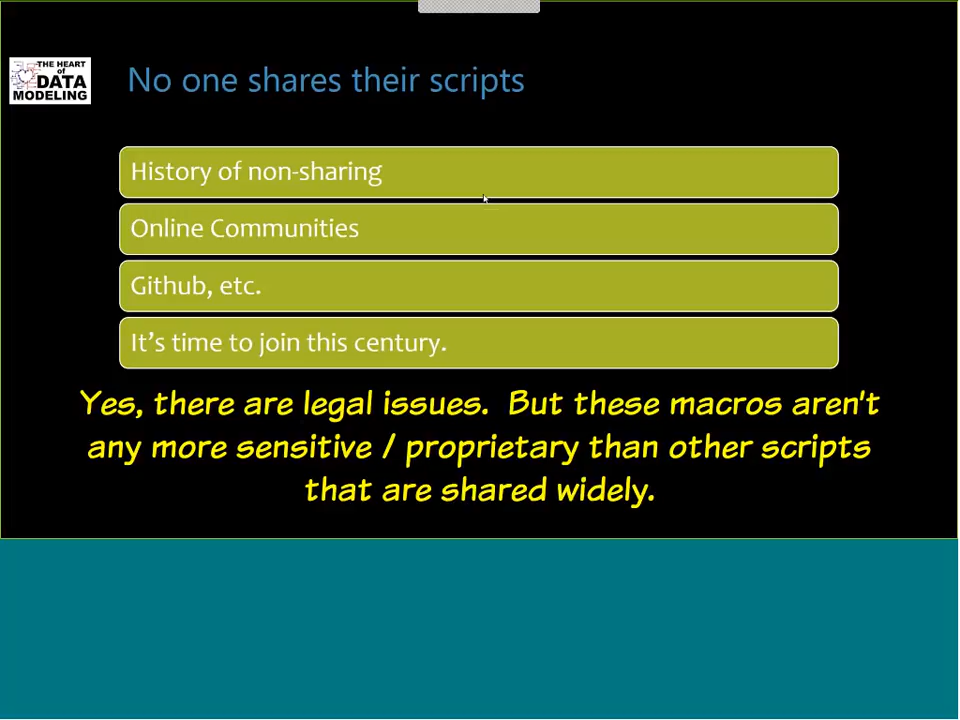 THE HEART
of
DATA
MODELING
No one shares their scripts
History of non-sharing
Online Communities
Github, etc.
It's time to join this century.
Yes, there are legal issues.  But these macros aren't
any more sensitive / proprietary than other scripts
that are shared widely.